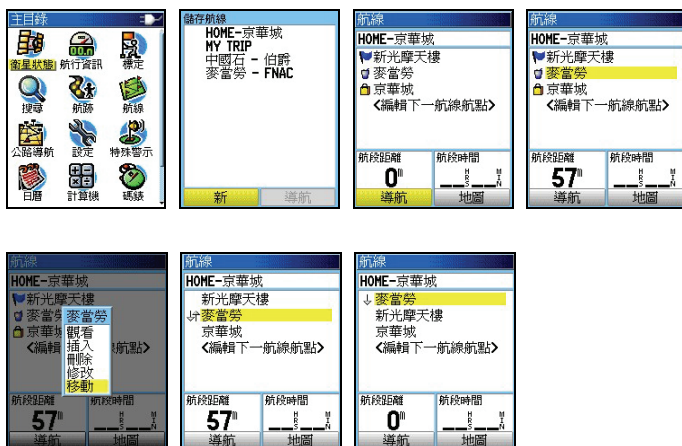 主目錄
衛星狀態 航行資訊 標定
搜尋 航跡 航線
公路導航 設定 特殊警示
日曆 計算機 碼錶
儲存航線
HOME-京華城
MY TRIP
中國石 - 伯爵
麥當勞 - FNAC
新 導航
航線
HOME-京華城
新光摩天樓
麥當勞
京華城
<編輯下一航線航點>
航段距離 航段時間
0m __HRS__MIN
導航 地圖
航線
HOME-京華城
新光摩天樓
麥當勞
京華城
<編輯下一航線航點>
航段距離 航段時間
57m __HRS__MIN
導航 地圖
航線
HOME-京華城
新光摩天樓
麥當勞
京華城
<編輯
航點>
麥當勞
觀看
插入
刪除
修改
移動
航段距離 航段時間
57m __HRS__MIN
導航 地圖
航線
HOME-京華城
新光摩天樓
麥當勞
京華城
<編輯下一航線航點>
航段距離 航段時間
57m __HRS__MIN
導航 地圖
航線
HOME-京華城
麥當勞
新光摩天樓
京華城
<編輯下一航線航點>
航段距離 航段時間
0m __HRS__MIN
導航 地圖